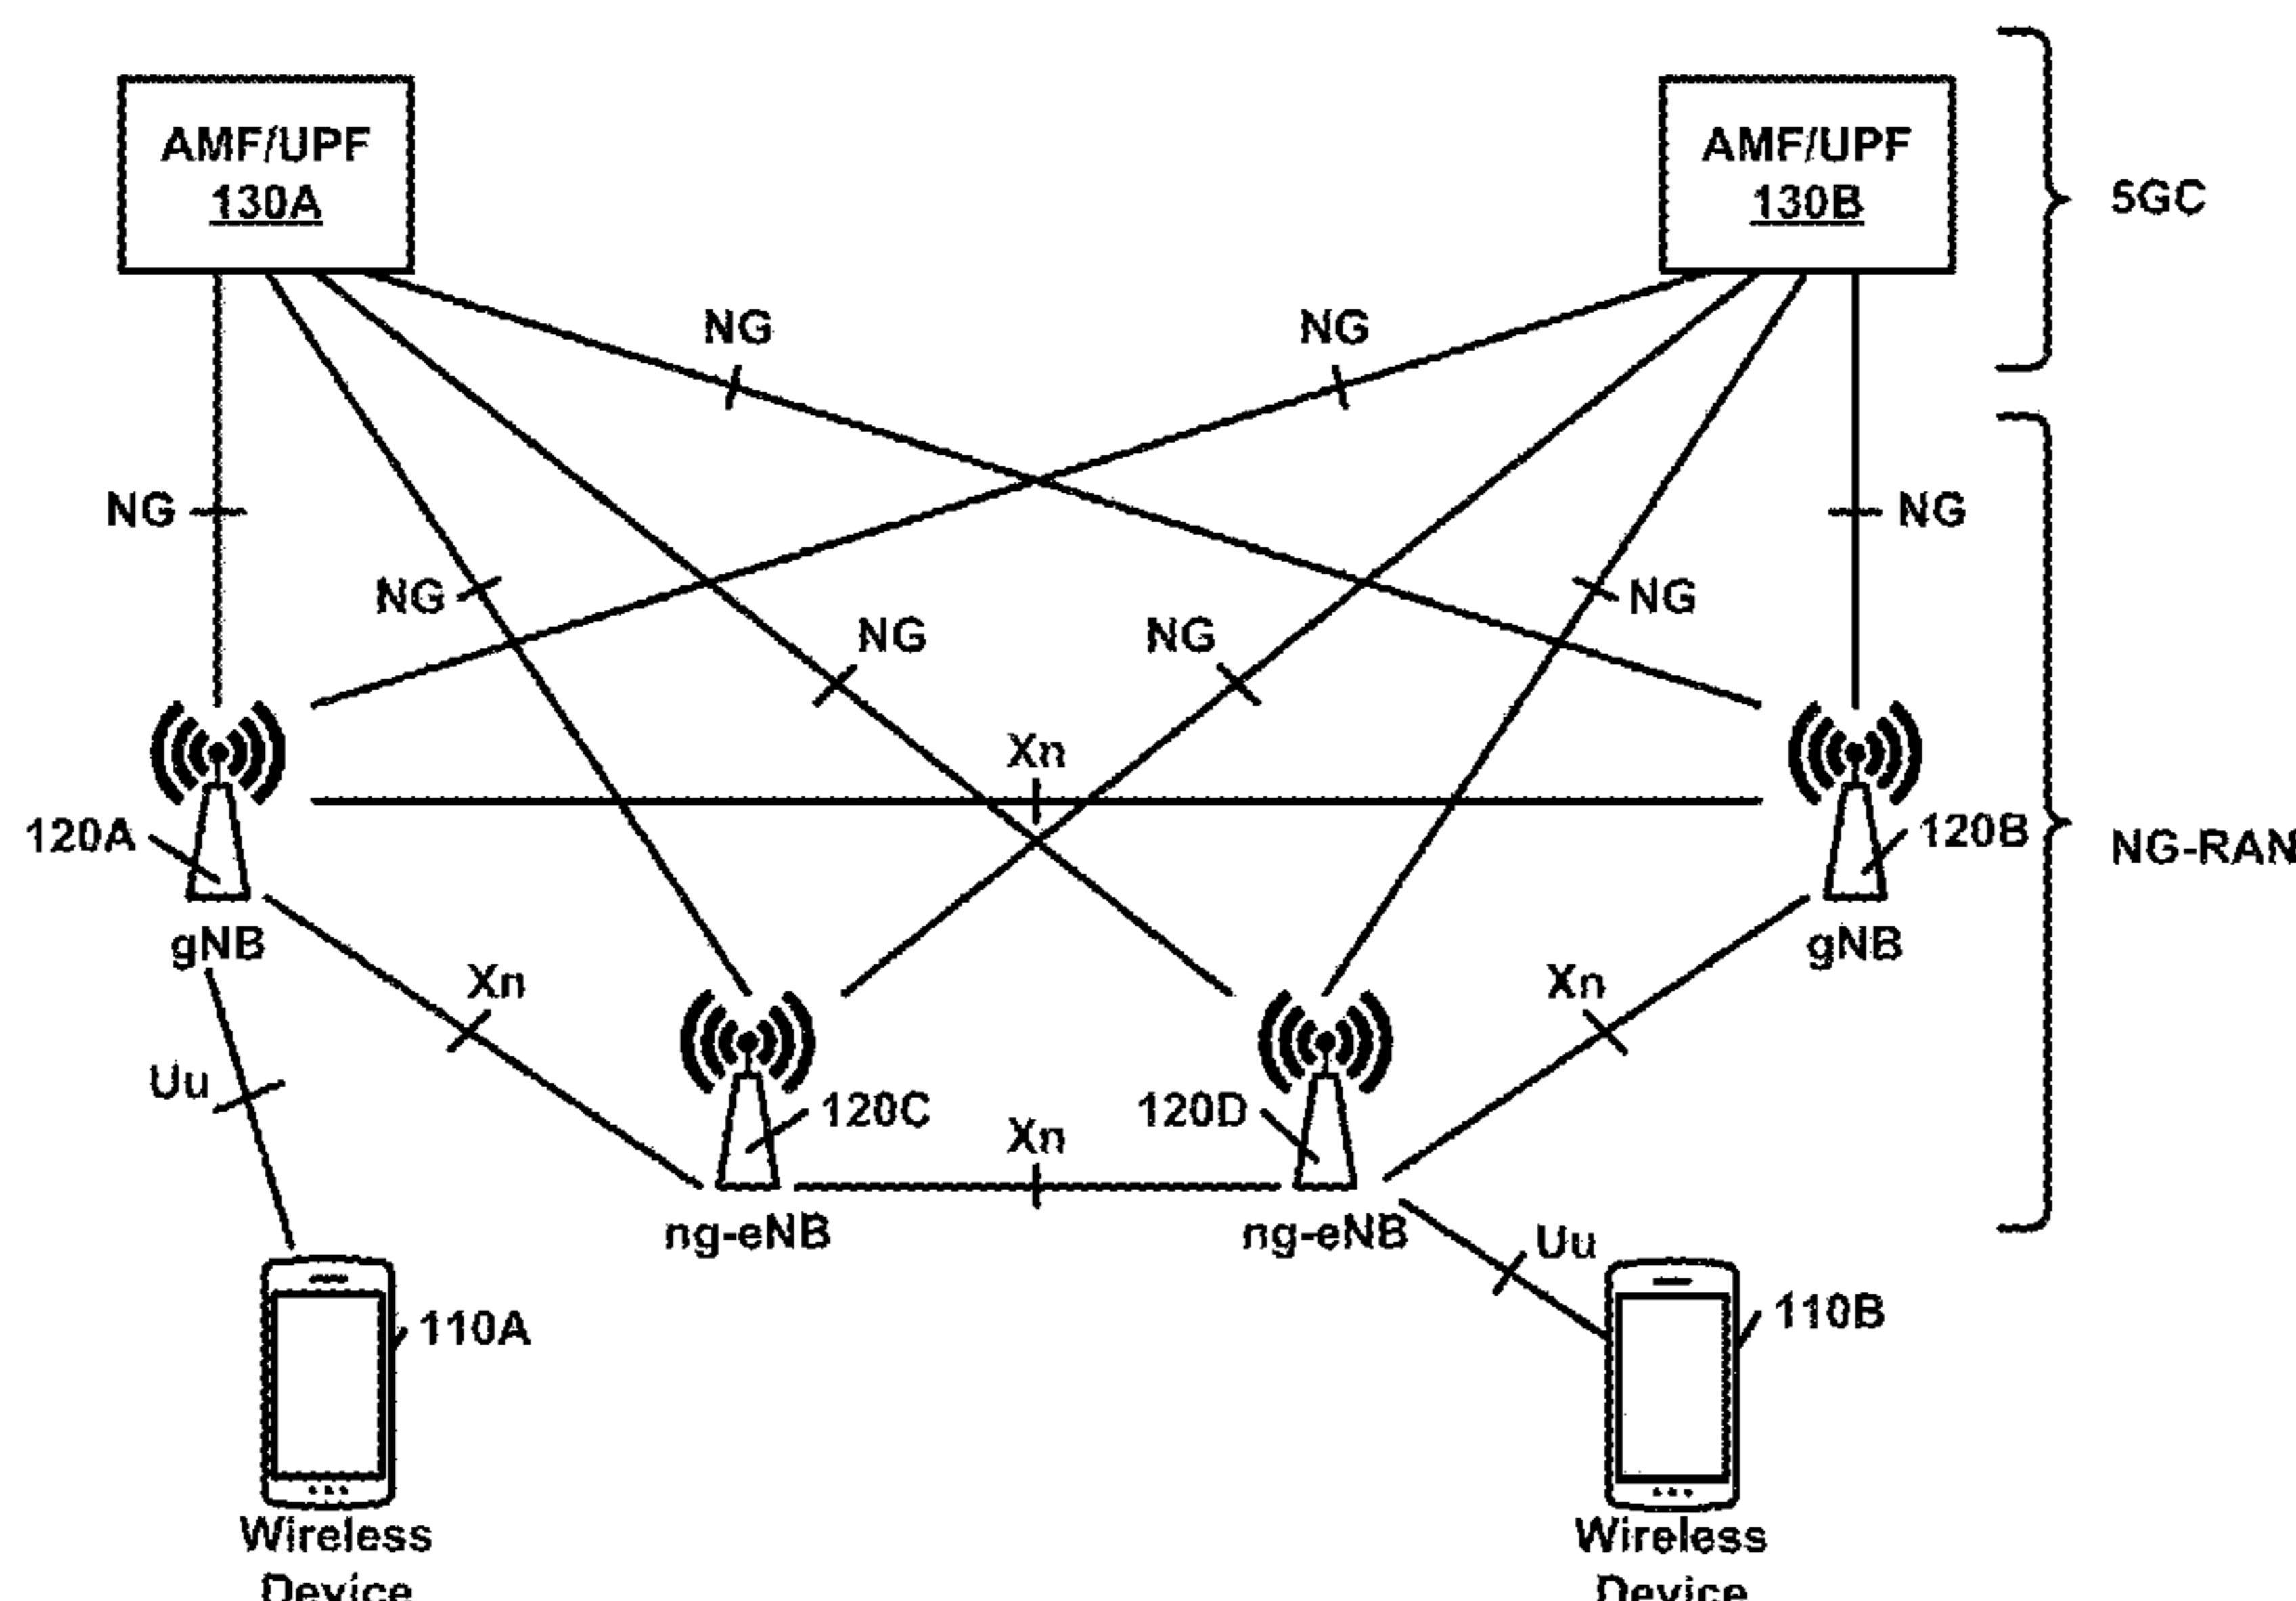 AMF/UPF
130A
AMF/UPF
130B
5GC
NG
NG
NG
NG
NG
NG
NG
NG
Xn
120A
120B
NG-RAN
gNB
gNB
Xn
Xn
Uu
120C
120D
Xn
ng-eNB
ng-eNB
Uu
110A
110B
Wireless
Device
Wireless
Device